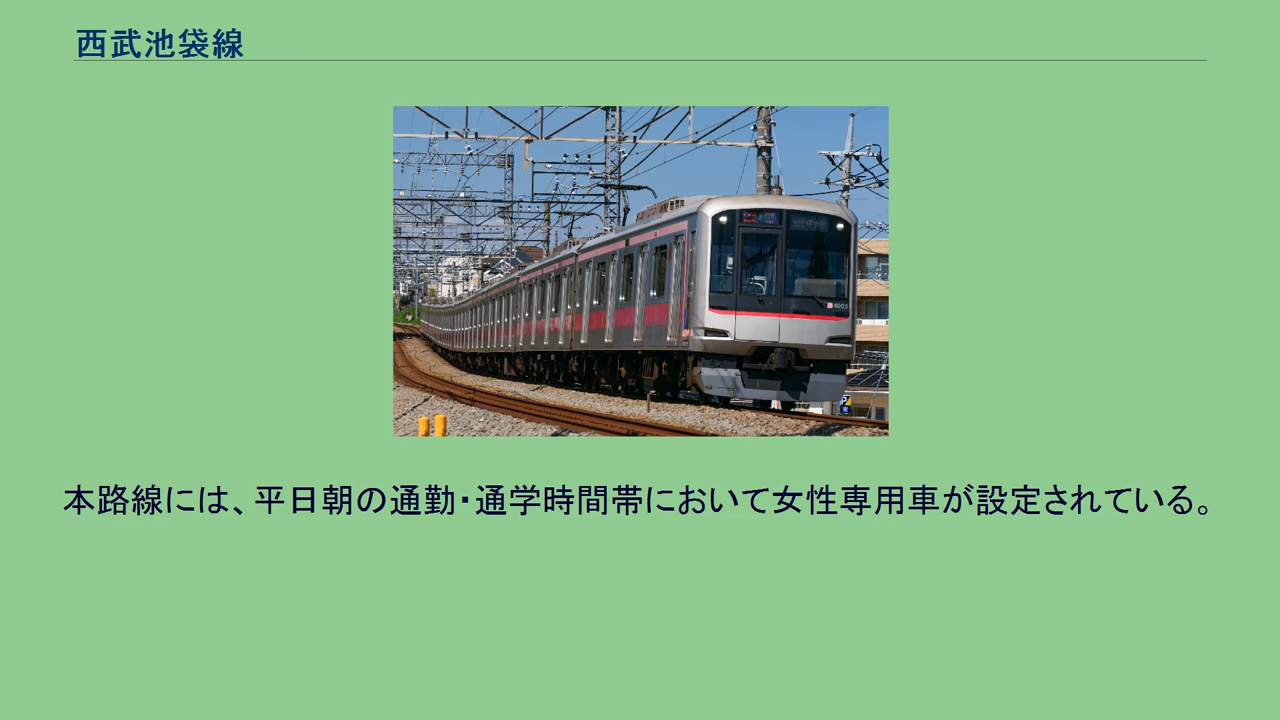 西武池袋線
4003
本路線には、平日朝の通勤・通学時間帯において女性専用車が設定されている。